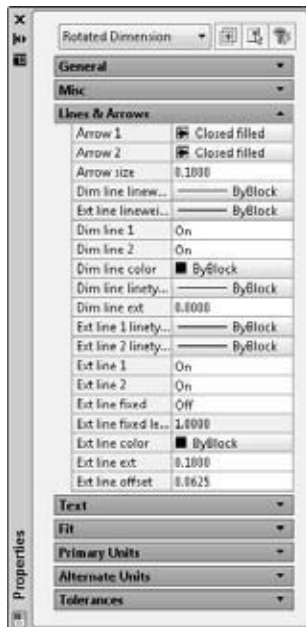 Rotated Dimension
General
Misc
Lines & Arrows
Arrow 1 Closed filled
Arrow 2 Closed filled
Arrow size 0.1800
Dim line linew... ByBlock
Ext line linewei... ByBlock
Dim line 1 On
Dim line 2 On
Dim line color ByBlock
Dim line linety... ByBlock
Dim line ext 0.0000
Ext line 1 linety... ByBlock
Ext line 2 linety... ByBlock
Ext line 1 On
Ext line 2 On
Ext line fixed Off
Ext line fixed le... 1.0000
Ext line color ByBlock
Ext line ext 0.1800
Ext line offset 0.0625
Text
Fit
Primary Units
Alternate Units
Tolerances
Properties